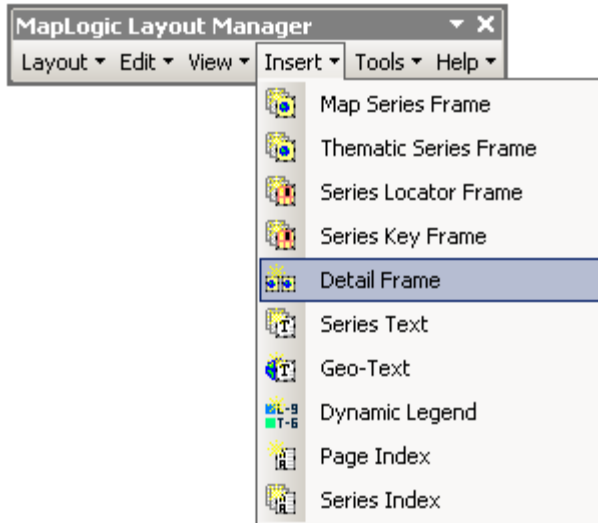 MapLogic Layout Manager
Layout Edit View Insert Tools Help
Map Series Frame
Thematic Series Frame
Series Locator Frame
Series Key Frame
Detail Frame
Series Text
Geo-Text
Dynamic Legend
Page Index
Series Index